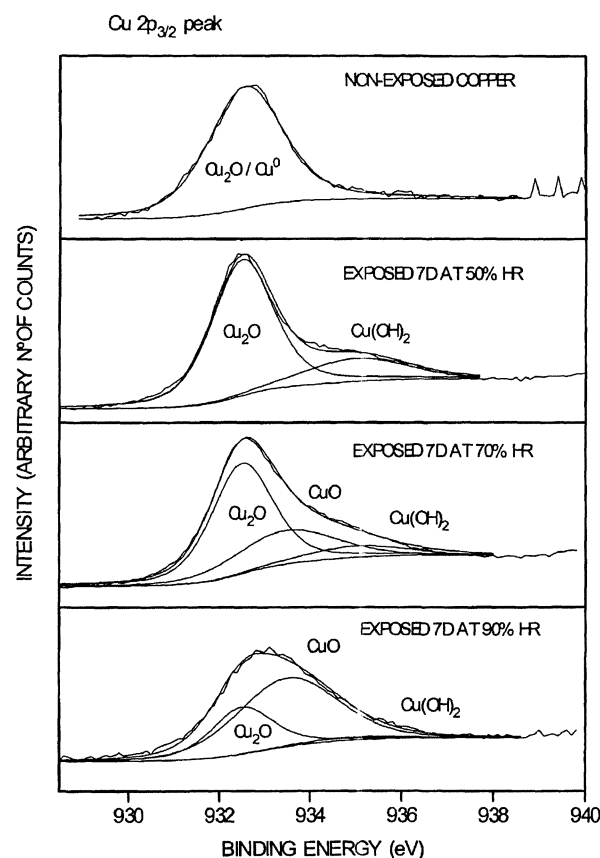 Cu 2p3/2 peak
NON-EXPOSED COPPER
Cu2O / Cu0
EXPOSED 7D AT 50% HR
Cu2O
Cu(OH)2
EXPOSED 7D AT 70% HR
CuO
Cu2O
Cu(OH)2
EXPOSED 7D AT 90% HR
CuO
Cu(OH)2
Cu2O
INTENSITY (ARBITRARY NºOF COUNTS)
930 932 934 936 938 940
BINDING ENERGY (eV)